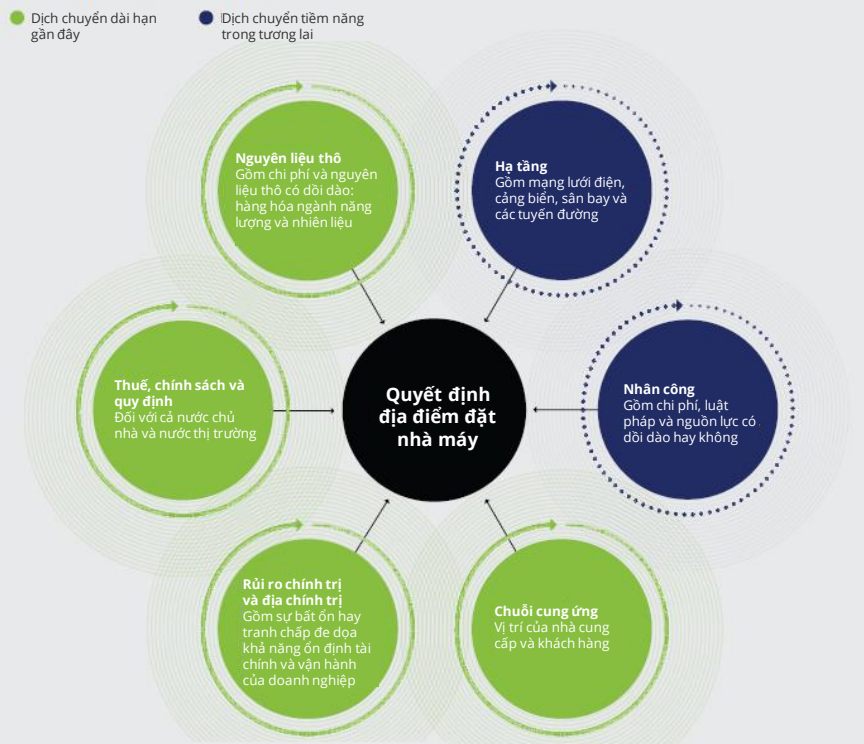 Dịch chuyển dài hạn
gần đây
Dịch chuyển tiềm năng
trong tương lai
Nguyên liệu thô
Gồm chi phí và nguyên
liệu thô có dồi dào:
hàng hóa ngành năng
lượng và nhiên liệu
Hạ tầng
Gồm mạng lưới điện,
cảng biển, sân bay và
các tuyến đường
Thuế, chính sách và
quy định
Đối với cả nước chủ
nhà và nước thị trường
Quyết định
địa điểm đặt
nhà máy
Nhân công
Gồm chi phí, luật
pháp và nguồn lực có
dồi dào hay không
Rủi ro chính trị
và địa chính trị
Gồm sự bất ổn hay
tranh chấp đe dọa
khả năng ổn định tài
chính và vận hành
của doanh nghiệp
Chuỗi cung ứng
Vị trí của nhà cung
cấp và khách hàng